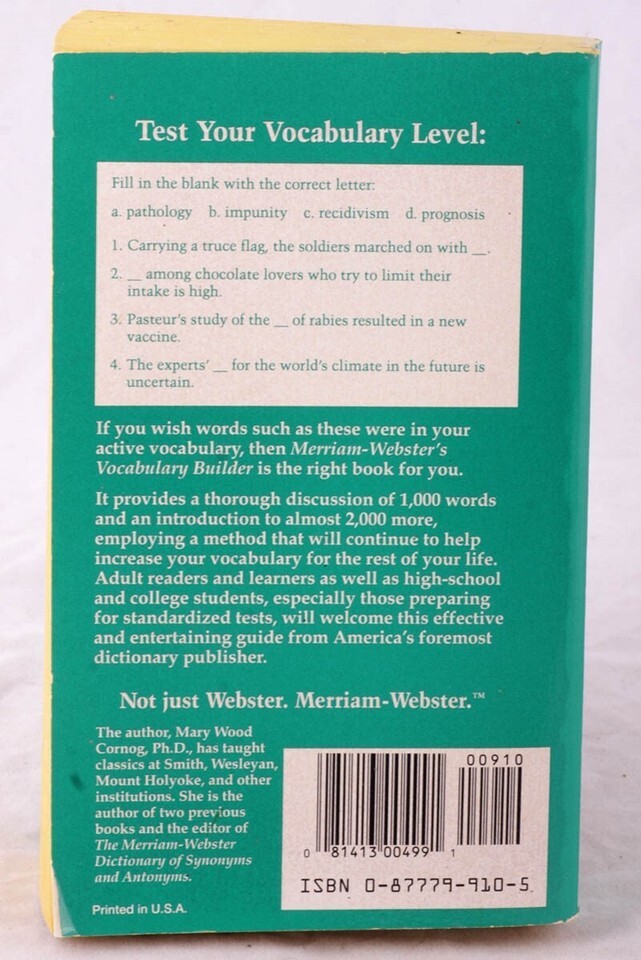 Test Your Vocabulary Level:
Fill in the blank with the correct letter:
a. pathology b. impunity c. recidivism d. prognosis
1. Carrying a truce flag, the soldiers marched on with __.
2. __ among chocolate lovers who try to limit their
intake is high.
3. Pasteur's study of the __ of rabies resulted in a new
vaccine.
4. The experts' __ for the world's climate in the future is
uncertain.
If you wish words such as these were in your
active vocabulary, then Merriam-Webster's
Vocabulary Builder is the right book for you.
It provides a thorough discussion of 1,000 words
and an introduction to almost 2,000 more,
employing a method that will continue to help
increase your vocabulary for the rest of your life.
Adult readers and learners as well as high-school
and college students, especially those preparing
for standardized tests, will welcome this effective
and entertaining guide from America's foremost
dictionary publisher.
Not just Webster. Merriam-Webster.™
The author, Mary Wood
Cornog, Ph.D., has taught
classics at Smith, Wesleyan,
Mount Holyoke, and other
institutions. She is the
author of two previous
books and the editor of
The Merriam-Webster
Dictionary of Synonyms
and Antonyms.
Printed in U.S.A.
00910
0 81413 00499 1
ISBN 0-87779-910-5